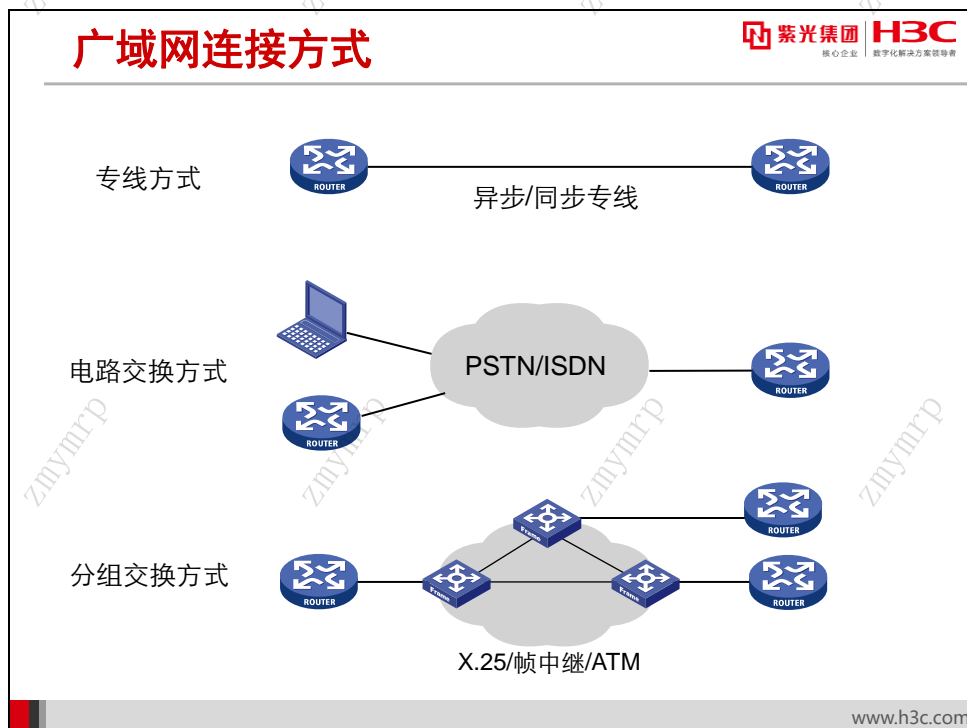 广域网连接方式
紫光集团 H3C
核心企业 数字化解决方案领导者
专线方式
ROUTER
ROUTER
异步/同步专线
电路交换方式
PSTN/ISDN
ROUTER
ROUTER
zmymrp
zmymrp
zmymrp
zmymrp
分组交换方式
Frame
ROUTER
ROUTER
Frame
Frame
ROUTER
X.25/帧中继/ATM
www.h3c.com